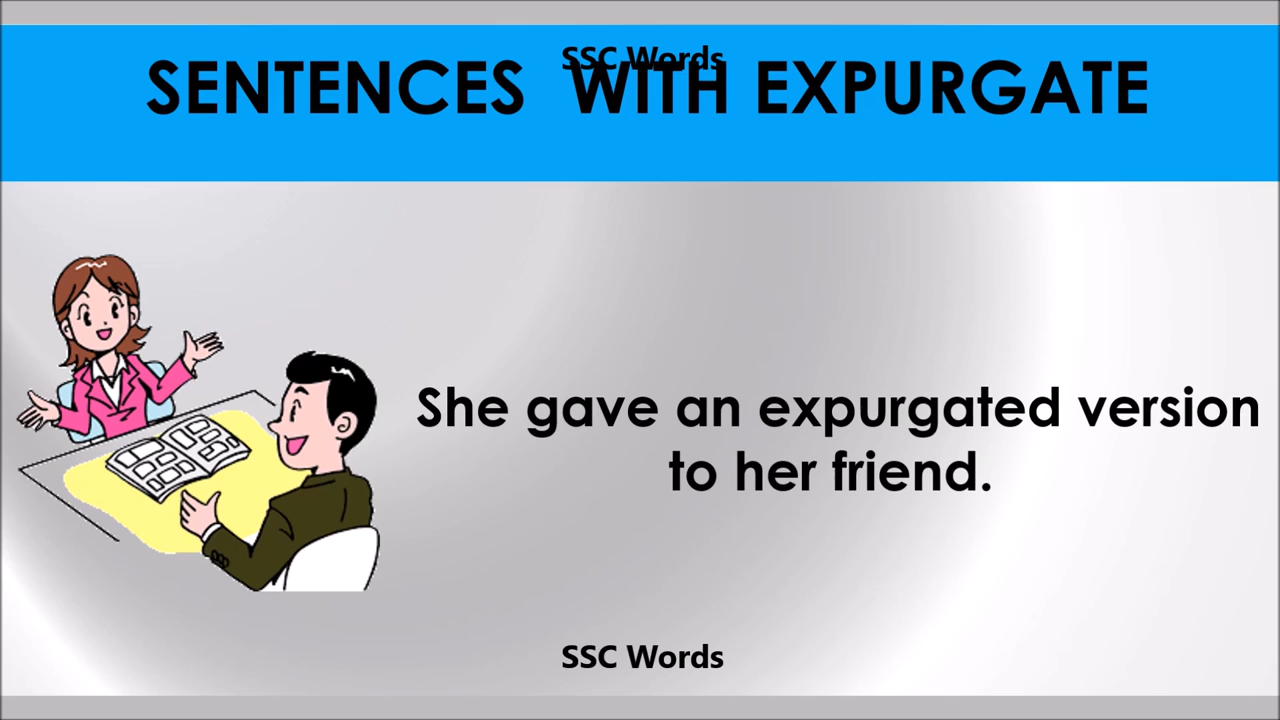 SSC Words
SENTENCES WITH EXPURGATE
She gave an expurgated version
to her friend.
SSC Words